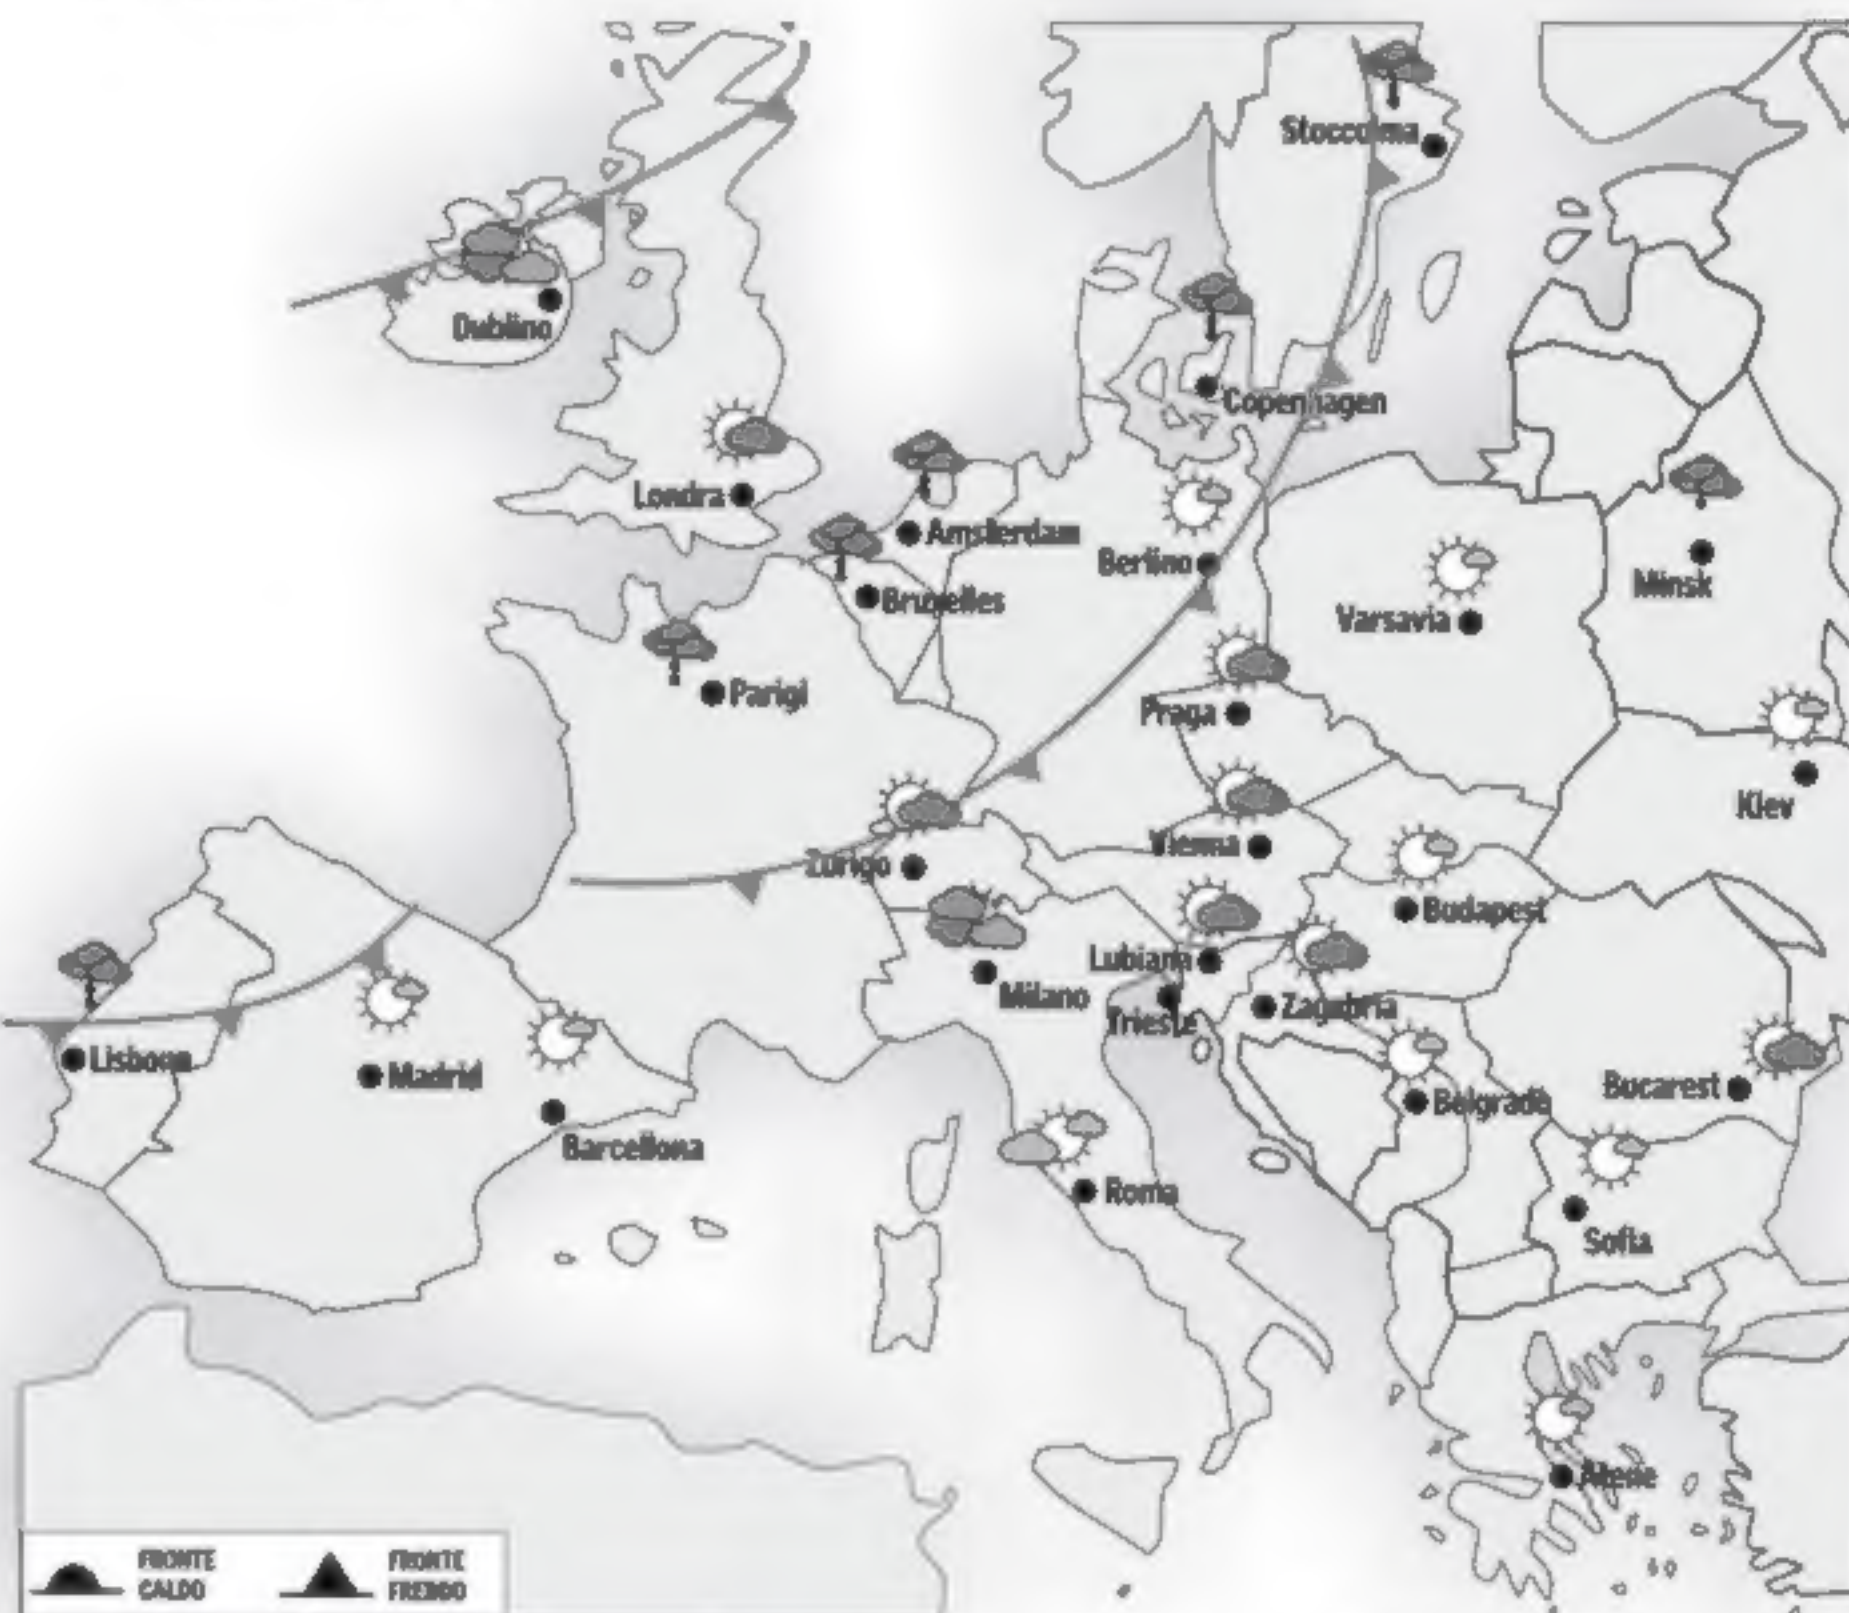 Stoccolma
Dublino
Copenhagen
Londra
Amsterdam
Berlino
Bruxelles
Minsk
Varsavia
Parigi
Praga
Kiev
Vienna
Zurigo
Budapest
Lubiana
Milano
Zagabria
Trieste
Lisbona
Madrid
Belgrado
Bucarest
Barcellona
Roma
Sofia
Atene
FRONTE
CALDO
FRONTE
FREDDO